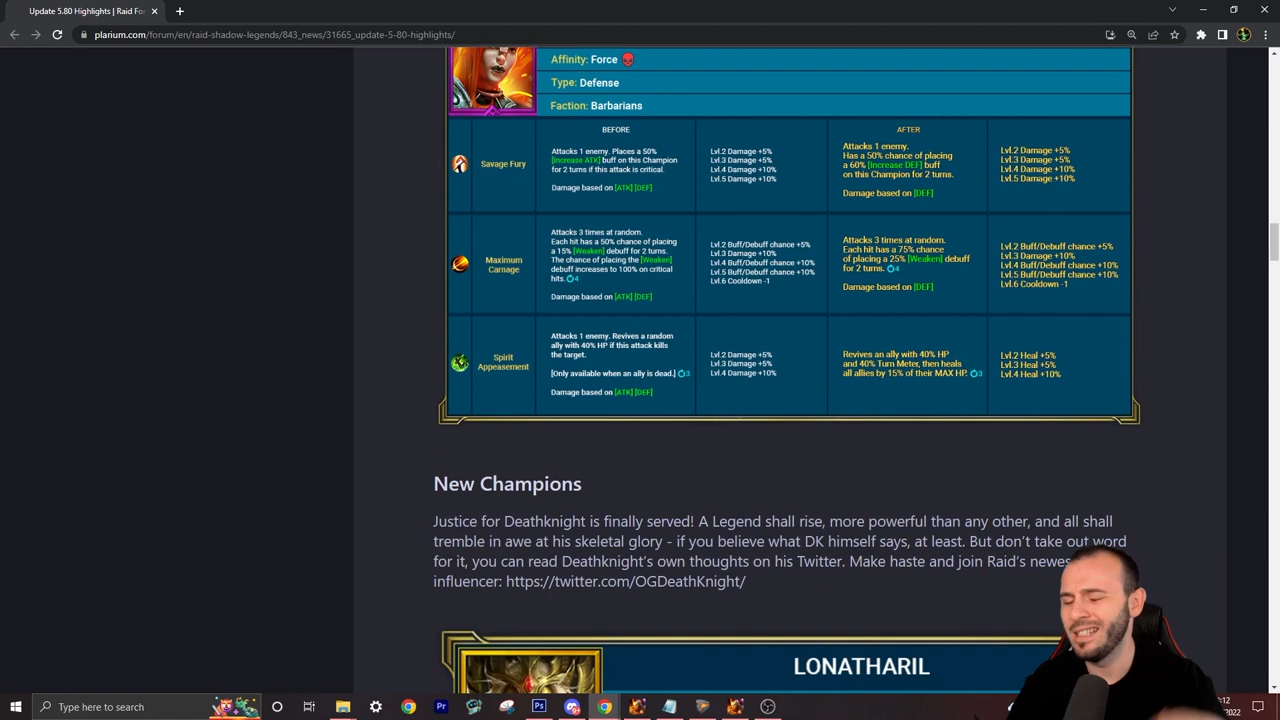 Update 5.80 Highlights | Raid For
plarium.com/forum/en/raid-shadow-legends/843_news/31665_update-5-80-highlights/
Affinity: Force
Type: Defense
Faction: Barbarians
BEFORE
AFTER
Savage Fury
Attacks 1 enemy. Places a 50%
[Increase ATK] buff on this Champion
for 2 turns if this attack is critical.
Damage based on [ATK] [DEF]
Lvl.2 Damage +5%
Lvl.3 Damage +5%
Lvl.4 Damage +10%
Lvl.5 Damage +10%
Attacks 1 enemy.
Has a 50% chance of placing
a 60% [Increase DEF] buff
on this Champion for 2 turns.
Damage based on [DEF]
Lvl.2 Damage +5%
Lvl.3 Damage +5%
Lvl.4 Damage +10%
Lvl.5 Damage +10%
Maximum
Carnage
Attacks 3 times at random.
Each hit has a 50% chance of placing
a 15% [Weaken] debuff for 2 turns.
The chance of placing the [Weaken]
debuff increases to 100% on critical
hits. 4
Damage based on [ATK] [DEF]
Lvl.2 Buff/Debuff chance +5%
Lvl.3 Damage +10%
Lvl.4 Buff/Debuff chance +10%
Lvl.5 Buff/Debuff chance +10%
Lvl.6 Cooldown -1
Attacks 3 times at random.
Each hit has a 75% chance
of placing a 25% [Weaken] debuff
for 2 turns. 4
Damage based on [DEF]
Lvl.2 Buff/Debuff chance +5%
Lvl.3 Damage +10%
Lvl.4 Buff/Debuff chance +10%
Lvl.5 Buff/Debuff chance +10%
Lvl.6 Cooldown -1
Spirit
Appeasement
Attacks 1 enemy. Revives a random
ally with 40% HP if this attack kills
the target.
[Only available when an ally is dead.] 3
Damage based on [ATK] [DEF]
Lvl.2 Damage +5%
Lvl.3 Damage +5%
Lvl.4 Damage +10%
Revives an ally with 40% HP
and 40% Turn Meter, then heals
all allies by 15% of their MAX HP. 3
Lvl.2 Heal +5%
Lvl.3 Heal +5%
Lvl.4 Heal +10%
New Champions
Justice for Deathknight is finally served! A Legend shall rise, more powerful than any other, and all shall
tremble in awe at his skeletal glory - if you believe what DK himself says, at least. But don't take out word
for it, you can read Deathknight's own thoughts on his Twitter. Make haste and join Raid's newes
influencer: https://twitter.com/OGDeathKnight/
LONATHARIL
Type here to search
:12
2022